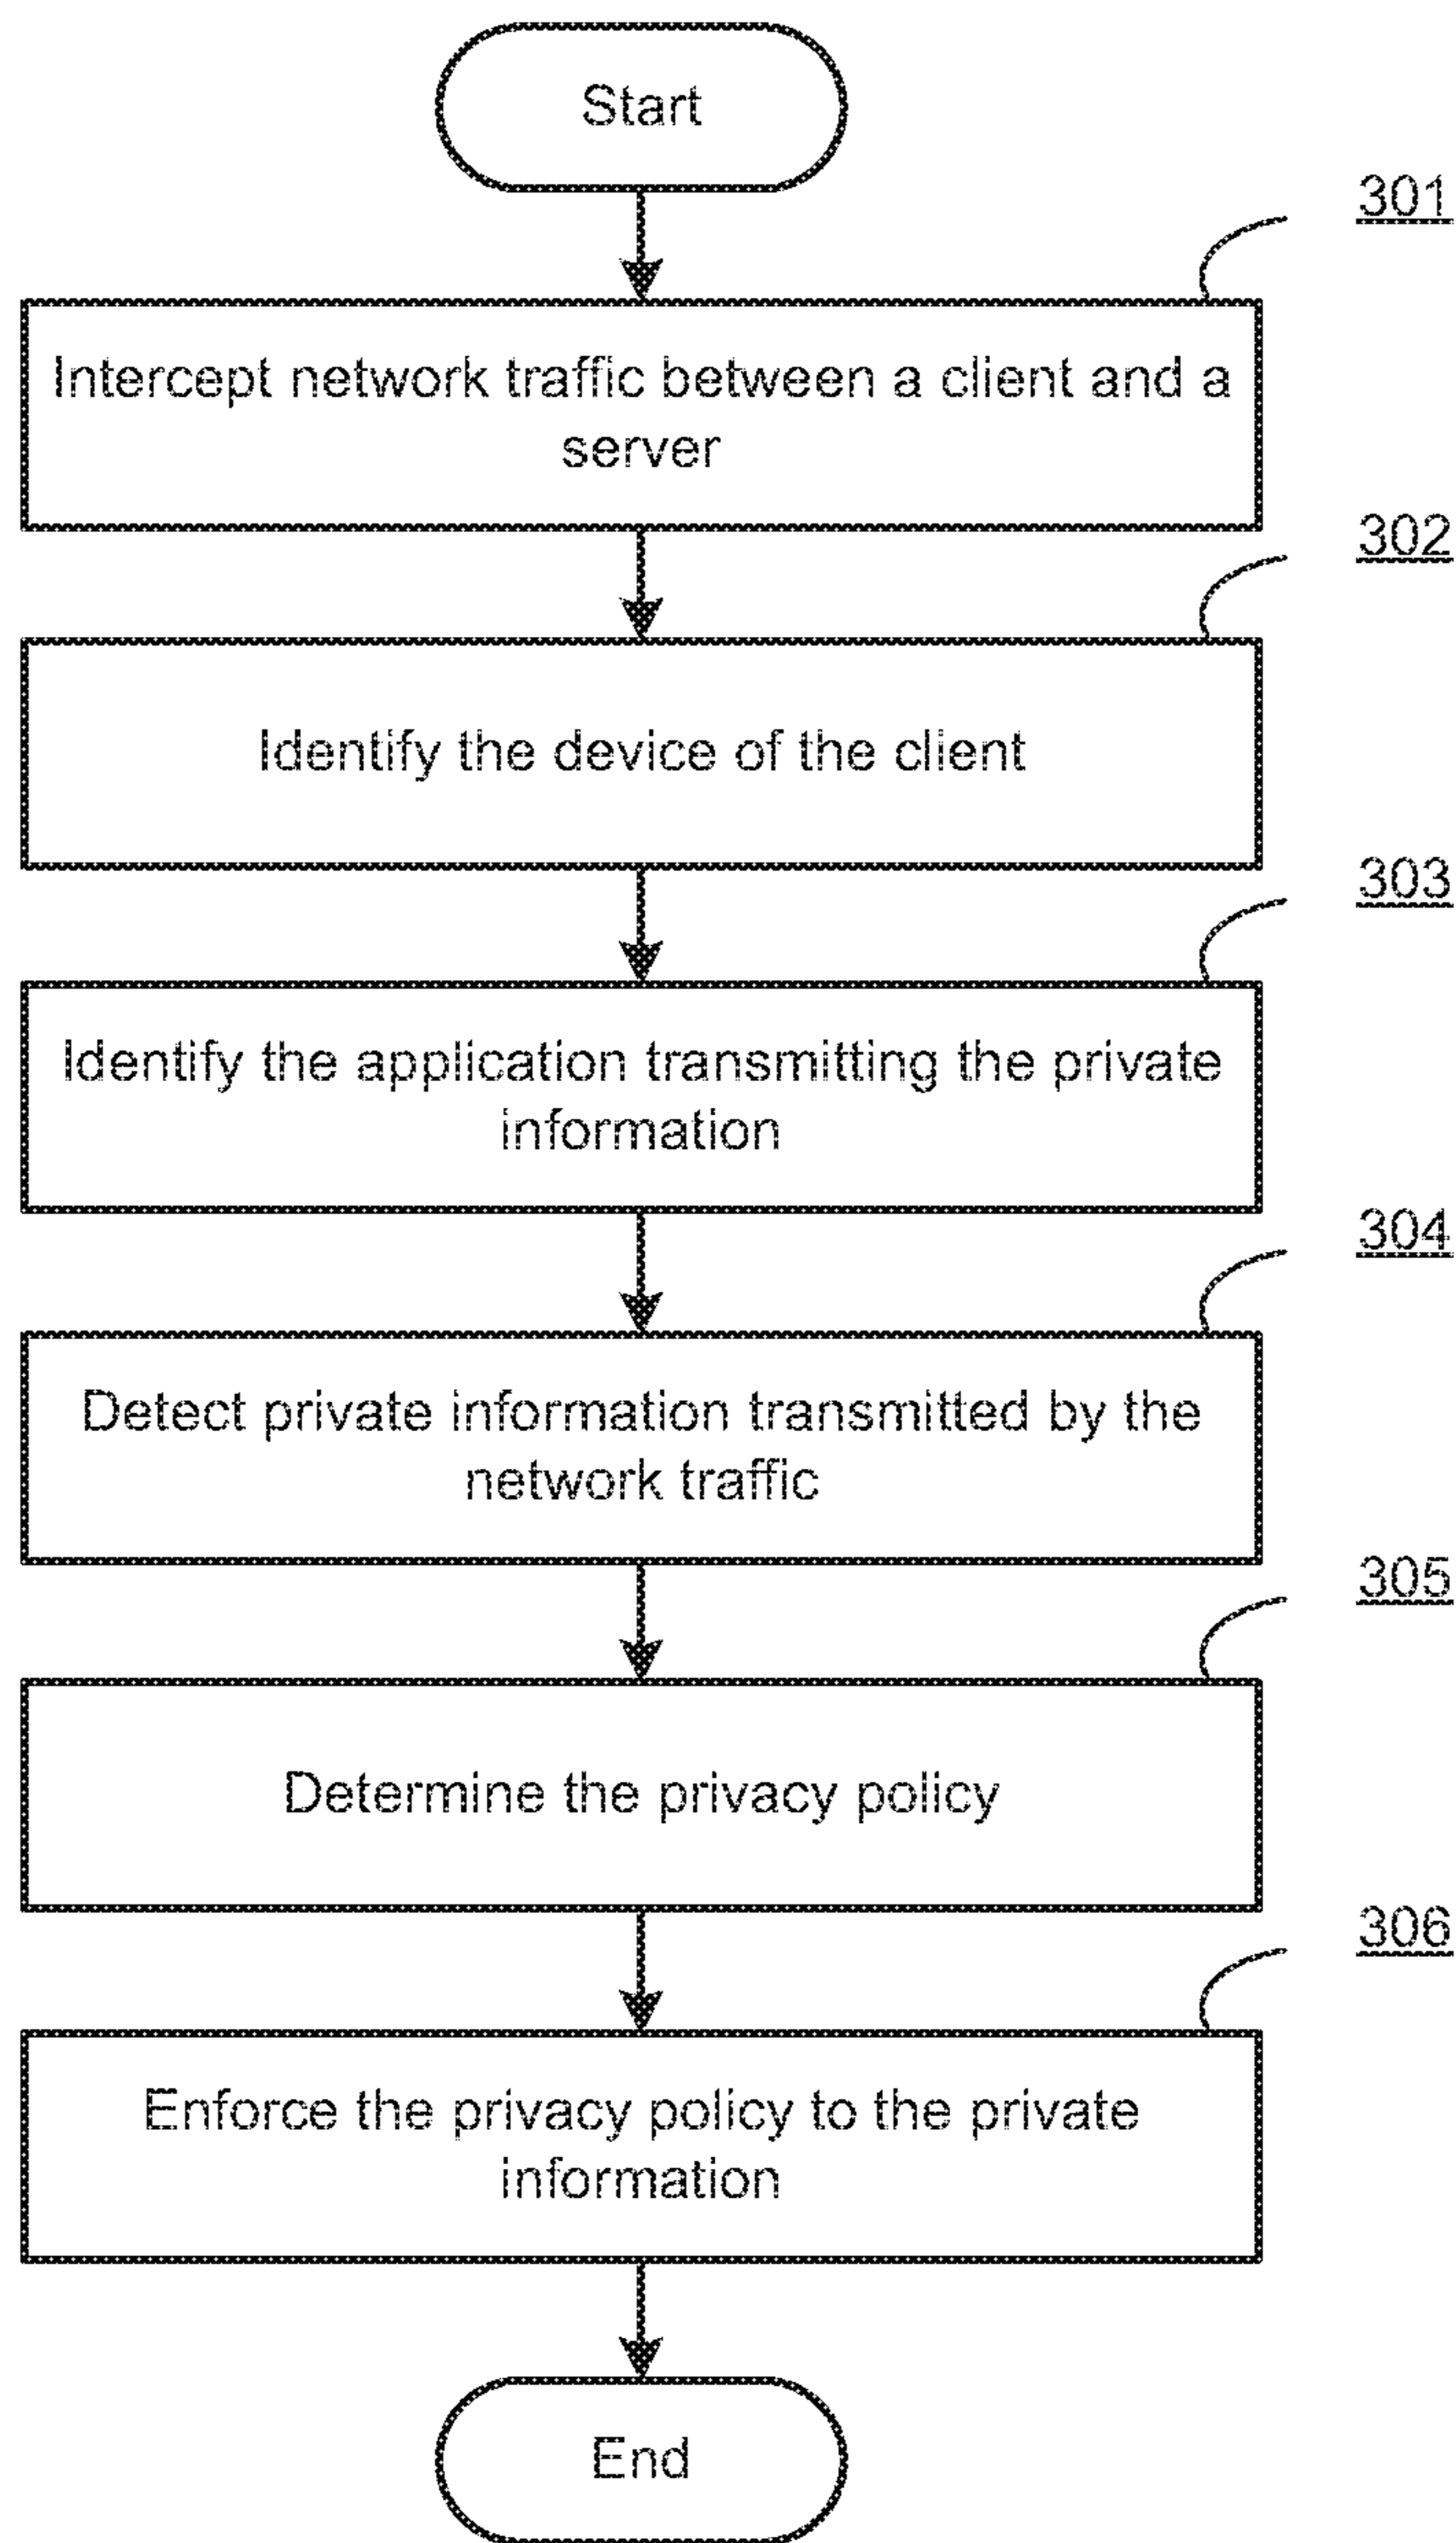 Start
301
Intercept network traffic between a client and a
server
302
Identify the device of the client
303
Identify the application transmitting the private
information
304
Detect private information transmitted by the
network traffic
305
Determine the privacy policy
306
Enforce the privacy policy to the private
information
End